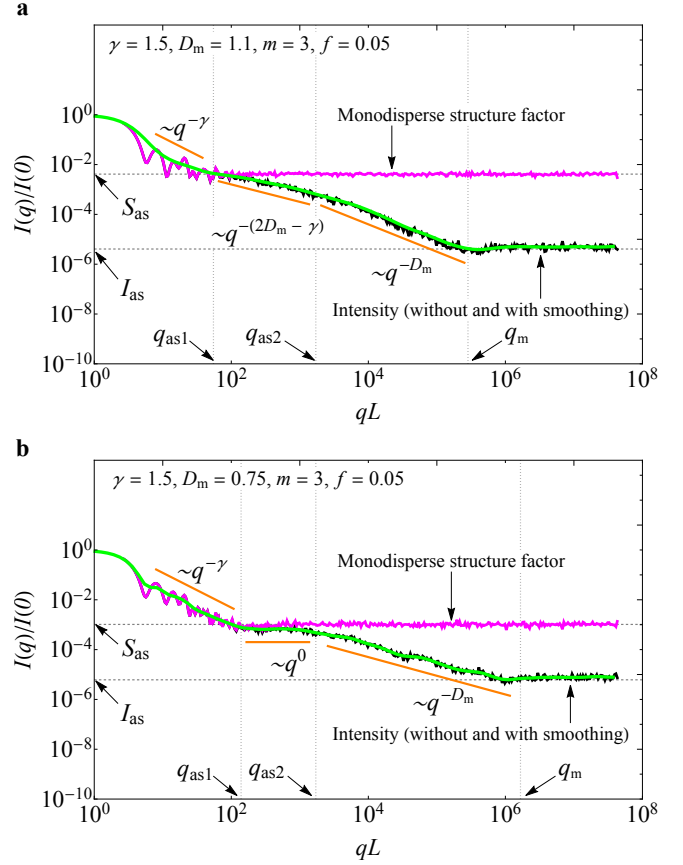 a
γ = 1.5, Dm = 1.1, m = 3, f = 0.05
I(q)/I(0)
10^0
10^−2
10^−4
10^−6
10^−8
10^−10
Sas
Ias
~q^−γ
Monodisperse structure factor
~q^−(2Dm − γ)
~q^−Dm
Intensity (without and with smoothing)
qas1
qas2
qm
10^0
10^2
10^4
10^6
10^8
qL
b
γ = 1.5, Dm = 0.75, m = 3, f = 0.05
I(q)/I(0)
10^0
10^−2
10^−4
10^−6
10^−8
10^−10
Sas
Ias
~q^−γ
Monodisperse structure factor
~q^0
~q^−Dm
Intensity (without and with smoothing)
qas1
qas2
qm
10^0
10^2
10^4
10^6
10^8
qL